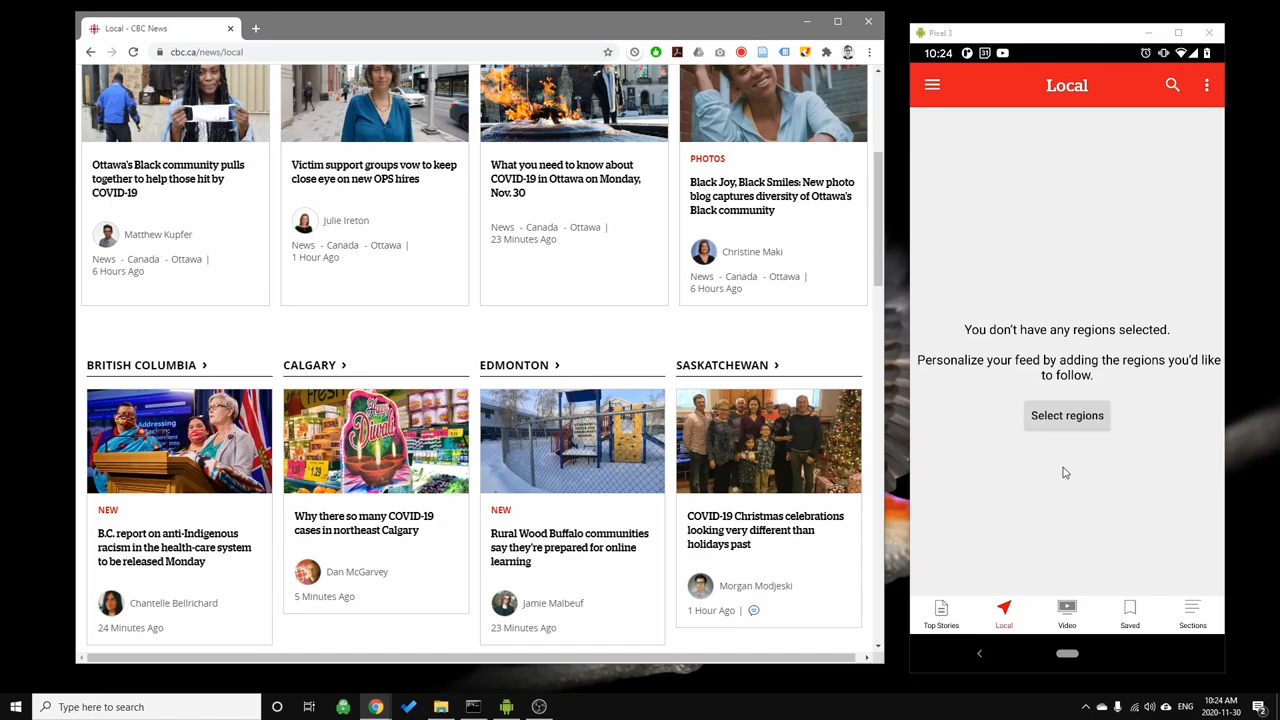 Local - CBC News
cbc.ca/news/local
Ottawa's Black community pulls
together to help those hit by
COVID-19
Matthew Kupfer
News - Canada - Ottawa |
6 Hours Ago
Victim support groups vow to keep
close eye on new OPS hires
Julie Ireton
News - Canada - Ottawa |
1 Hour Ago
What you need to know about
COVID-19 in Ottawa on Monday,
Nov. 30
News - Canada - Ottawa |
23 Minutes Ago
PHOTOS
Black Joy, Black Smiles: New photo
blog captures diversity of Ottawa's
Black community
Christine Maki
News - Canada - Ottawa |
6 Hours Ago
BRITISH COLUMBIA
NEW
B.C. report on anti-Indigenous
racism in the health-care system
to be released Monday
Chantelle Bellrichard
24 Minutes Ago
CALGARY
Why there so many COVID-19
cases in northeast Calgary
Dan McGarvey
5 Minutes Ago
EDMONTON
NEW
Rural Wood Buffalo communities
say they're prepared for online
learning
Jamie Malbeuf
23 Minutes Ago
SASKATCHEWAN
COVID-19 Christmas celebrations
looking very different than
holidays past
Morgan Modjeski
1 Hour Ago |
Pixel 3
10:24
31
Local
You don't have any regions selected.
Personalize your feed by adding the regions you'd like
to follow.
Select regions
Top Stories
Local
Video
Saved
Sections
Type here to search
ENG
10:24 AM
2020-11-30
2